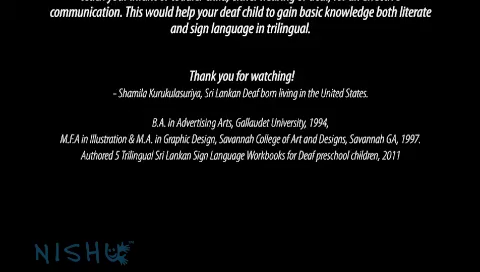 communication. This would help your deaf child to gain basic knowledge both literate
and sign language in trilingual.
Thank you for watching!
- Shamila Kurukulasuriya, Sri Lankan Deaf born living in the United States.
B.A. in Advertising Arts, Gallaudet University, 1994,
M.F.A in Illustration & M.A. in Graphic Design, Savannah College of Art and Designs, Savannah GA, 1997.
Authored 5 Trilingual Sri Lankan Sign Language Workbooks for Deaf preschool children, 2011
NISHU